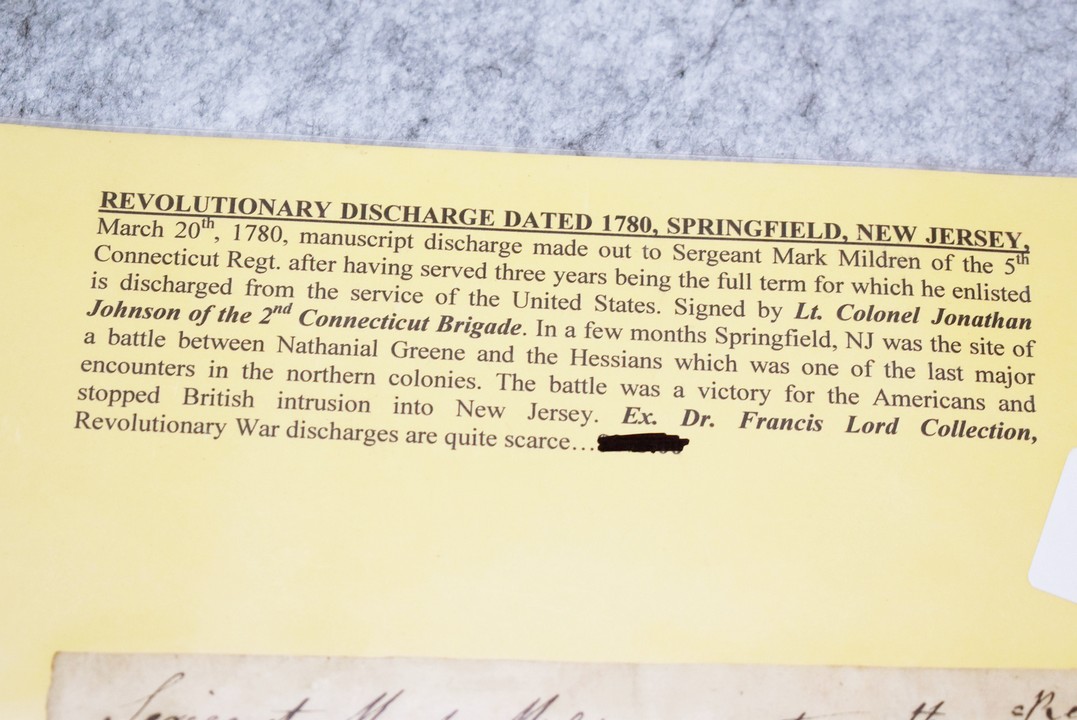 REVOLUTIONARY DISCHARGE DATED 1780, SPRINGFIELD, NEW JERSEY,
March 20th, 1780, manuscript discharge made out to Sergeant Mark Mildren of the 5th
Connecticut Regt. after having served three years being the full term for which he enlisted
is discharged from the service of the United States. Signed by Lt. Colonel Jonathan
Johnson of the 2nd Connecticut Brigade. In a few months Springfield, NJ was the site of
a battle between Nathanial Greene and the Hessians which was one of the last major
encounters in the northern colonies. The battle was a victory for the Americans and
stopped British intrusion into New Jersey. Ex. Dr. Francis Lord Collection,
Revolutionary War discharges are quite scarce…